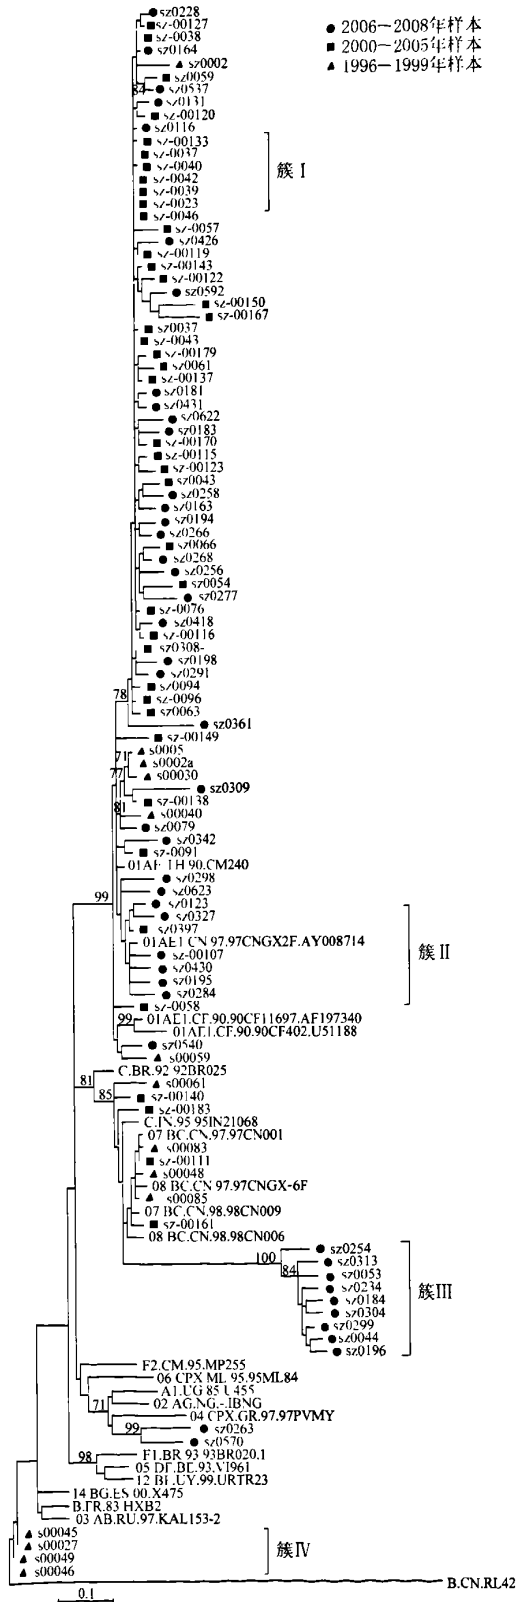 ● 2006－2008年样本
■ 2000－2005年样本
▲ 1996－1999年样本
sz0228
sz-00127
sz-0038
sz0164
sz0002
sz0059
84
sz0537
sz0131
sz-00120
sz0116
sz-00133
sz-0037
sz-0040
sz-0042
sz-0039
sz-0023
sz-0046
簇Ⅰ
sz-0057
sz0426
sz-00119
sz-00143
sz-00122
sz0592
sz-00150
sz-00167
sz0037
sz-0043
sz-00179
sz0061
sz-00137
sz0181
sz0431
sz0622
sz0183
sz-00170
sz-00115
sz-00123
sz0043
sz0258
sz0163
sz0194
sz0266
sz0066
sz0268
sz0256
sz0054
sz0277
sz-0076
sz0418
sz-00116
sz0308-
sz0198
sz0291
sz0094
sz-0096
sz0063
78
sz0361
sz-00149
71
s0005
s0002a
77
s00030
sz0309
sz-00138
81
s00040
sz0079
sz0342
sz-0091
01AE.TH.90.CM240
sz0298
sz0623
99
sz0123
sz0327
sz0397
01AE1.CN.97.97CNGX2F.AY008714
sz-00107
sz0430
sz0195
sz0284
簇Ⅱ
sz-0058
99
01AE1.CF.90.90CF11697.AF197340
01AE1.CF.90.90CF402.U51188
sz0540
s00059
C.BR.92 92BR025
81
s00061
85
sz-00140
sz-00183
C.IN.95 95IN21068
07 BC.CN.97.97CN001
s00083
sz-00111
s00048
08 BC.CN 97.97CNGX-6F
s00085
07 BC.CN.98.98CN009
sz-00161
08 BC.CN.98.98CN006
100
sz0254
sz0313
84
sz0053
sz0234
sz0184
sz0304
sz0299
sz0044
sz0196
簇Ⅲ
F2.CM.95.MP255
06 CPX ML 95.95ML84
A1.UG 85 U455
71
02 AG.NG.-.IBNG
04 CPX.GR.97.97PVMY
99
sz0263
sz0570
98
F1.BR 93 93BR020.1
05 DF.BE.93.VI961
12 BF.UY.99.URTR23
14 BG.ES 00.X475
B.FR.83 HXB2
03 AB.RU.97.KAL153-2
s00045
s00027
s00049
s00046
簇Ⅳ
B.CN.RL42
0.1